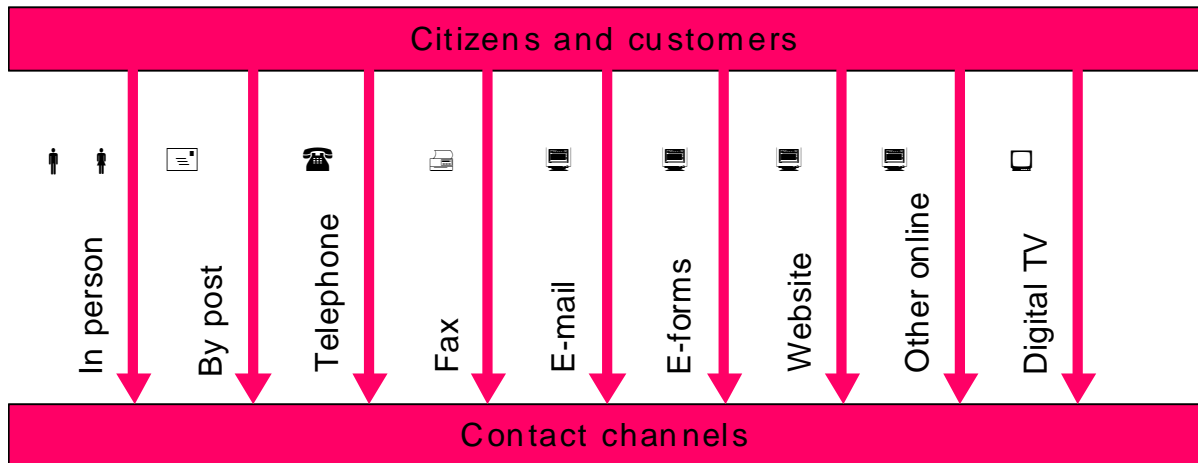 Citizens and customers
In person
By post
Telephone
Fax
E-mail
E-forms
Website
Other online
Digital TV
Contact channels